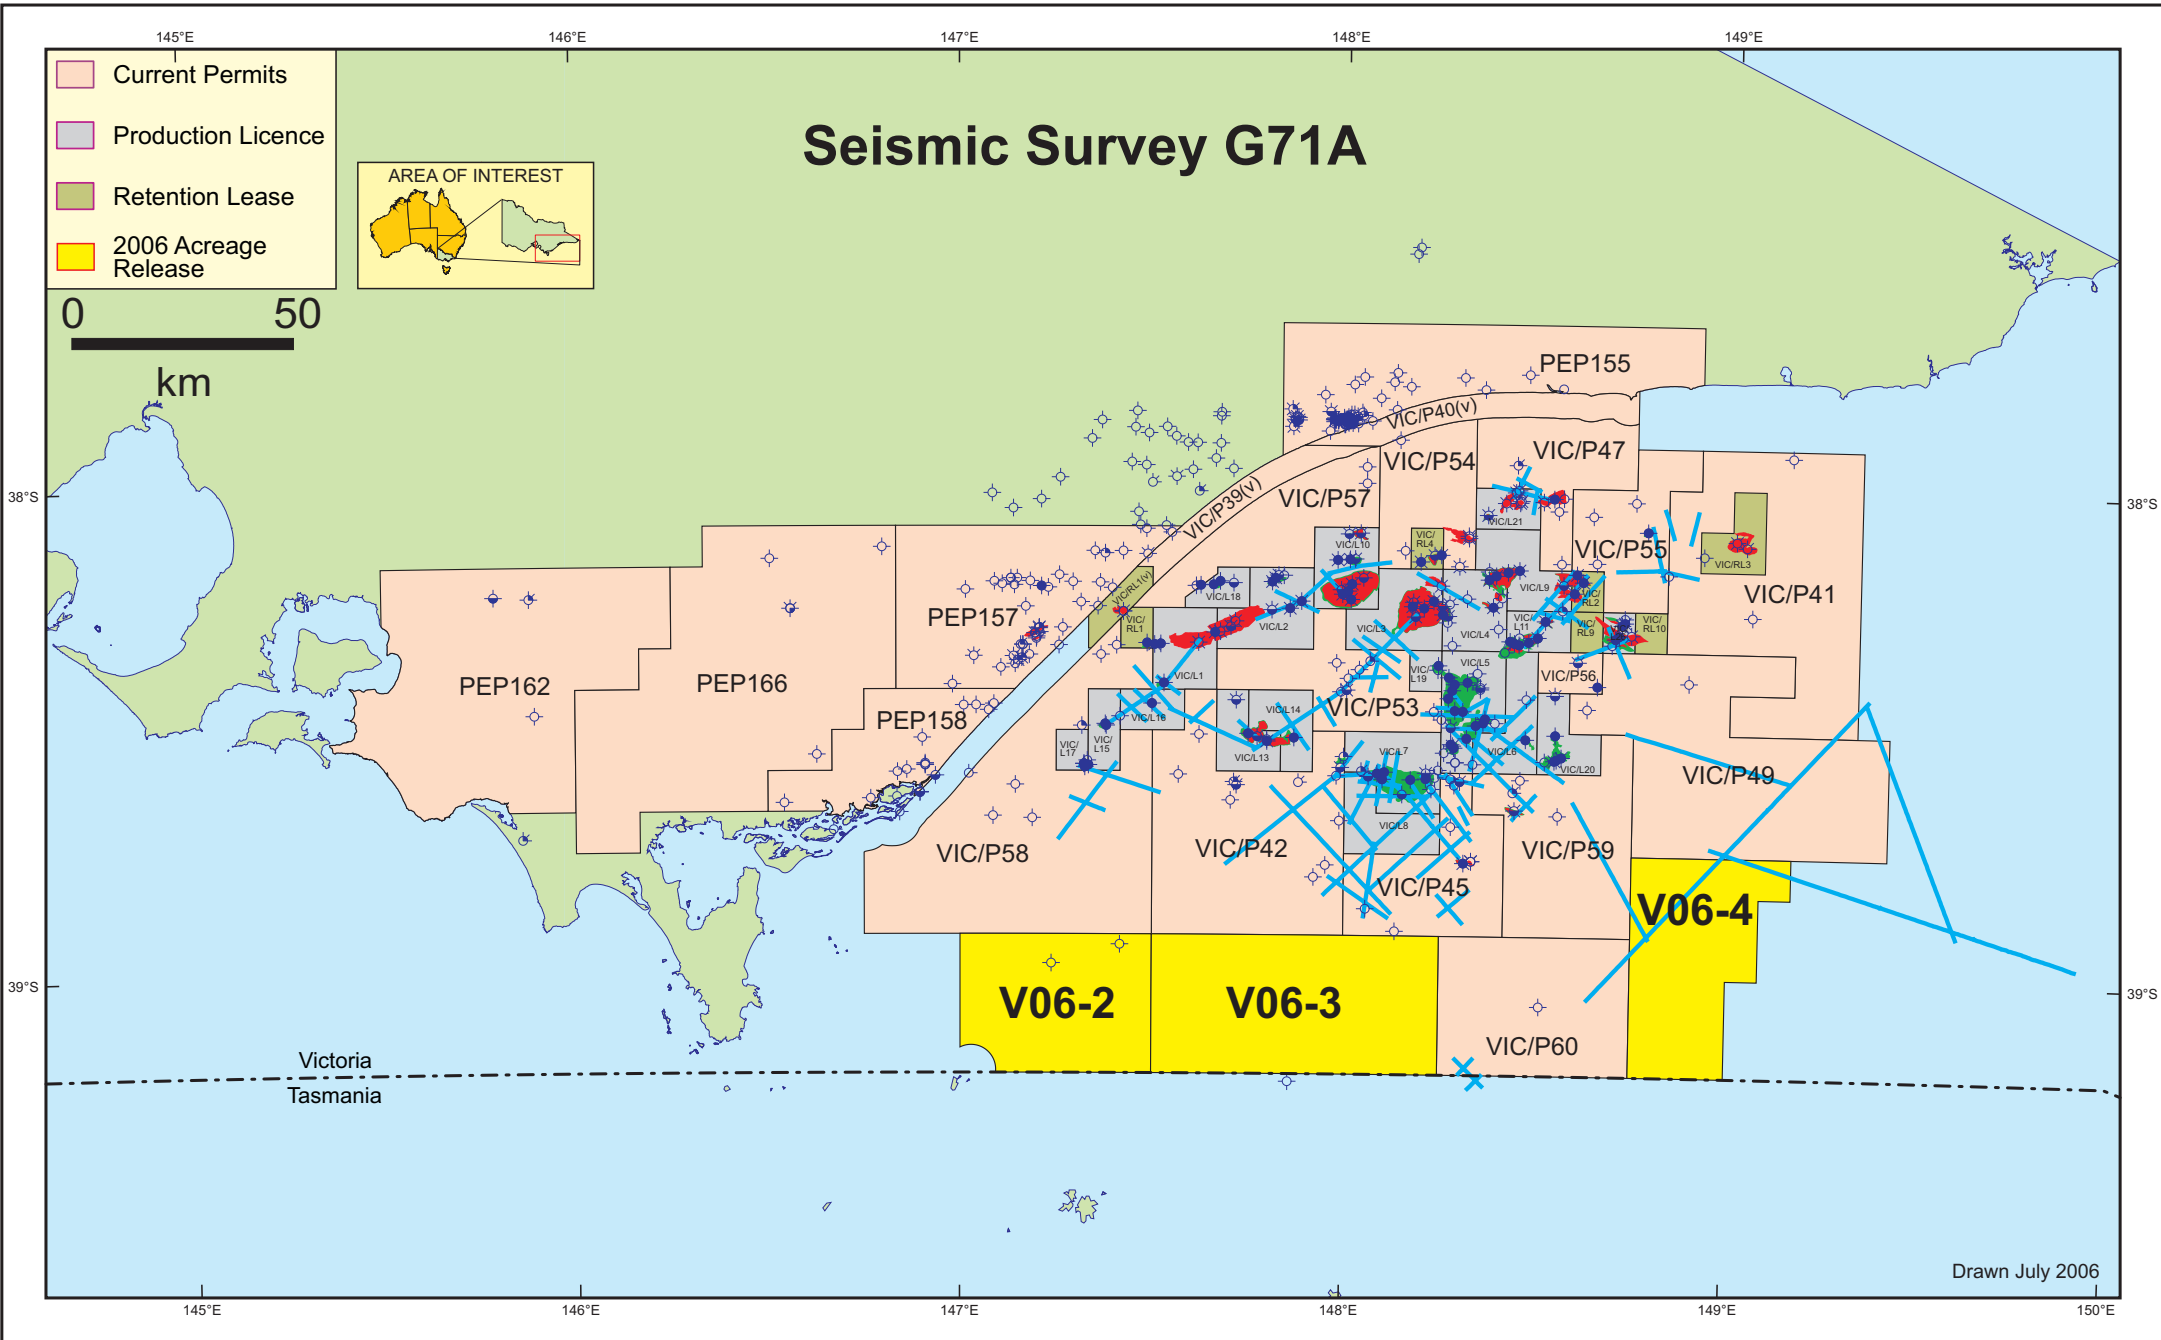 145°E
146°E
147°E
148°E
149°E
Current Permits
Production Licence
Retention Lease
2006 Acreage
Release
0 50
km
AREA OF INTEREST
Seismic Survey G71A
PEP155
VIC/P40(v)
VIC/P39(v)
VIC/P54
VIC/P47
VIC/P57
38°S
38°S
VIC/L21
VIC/L10
VIC/
RL4
VIC/P55
VIC/RL3
VIC/P41
VIC/RL1(v)
VIC/L18
VIC/L9
VIC/
RL2
PEP157
VIC/
RL1
VIC/L2
VIC/L3
VIC/L4
VIC/
L11
VIC/
RL9
VIC/
RL10
PEP162
PEP166
VIC/L1
VIC/
L19
VIC/L5
VIC/P56
PEP158
VIC/L16
VIC/L14
VIC/P53
VIC/
L17
VIC/
L15
VIC/L13
VIC/L7
VIC/L6
VIC/L20
VIC/P49
VIC/L8
VIC/P58
VIC/P42
VIC/P59
VIC/P45
V06-4
39°S
39°S
V06-2
V06-3
VIC/P60
Victoria
Tasmania
Drawn July 2006
145°E
146°E
147°E
148°E
149°E
150°E